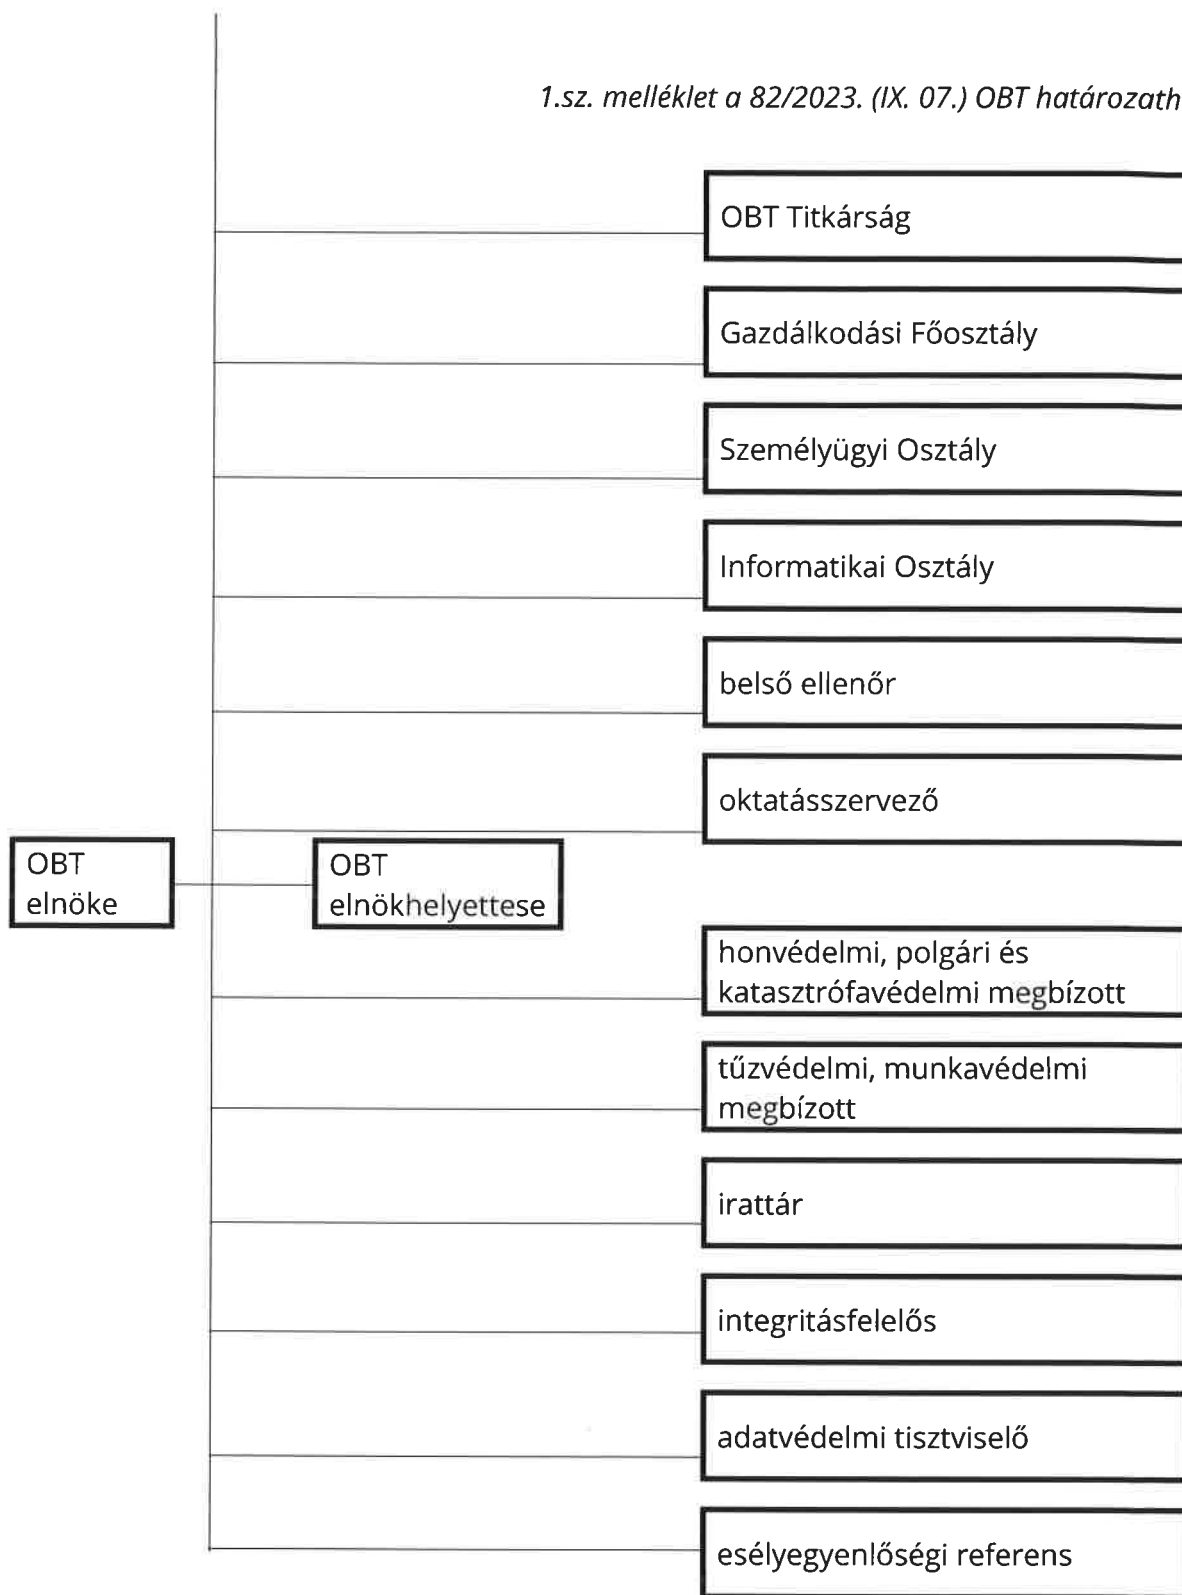 1.sz. melléklet a 82/2023. (IX. 07.) OBT határozath
OBT Titkárság
Gazdálkodási Főosztály
Személyügyi Osztály
Informatikai Osztály
belső ellenőr
oktatásszervező
OBT
elnöke
OBT
elnökhelyettese
honvédelmi, polgári és
katasztrófavédelmi megbízott
tűzvédelmi, munkavédelmi
megbízott
irattár
integritásfelelős
adatvédelmi tisztviselő
esélyegyenlőségi referens